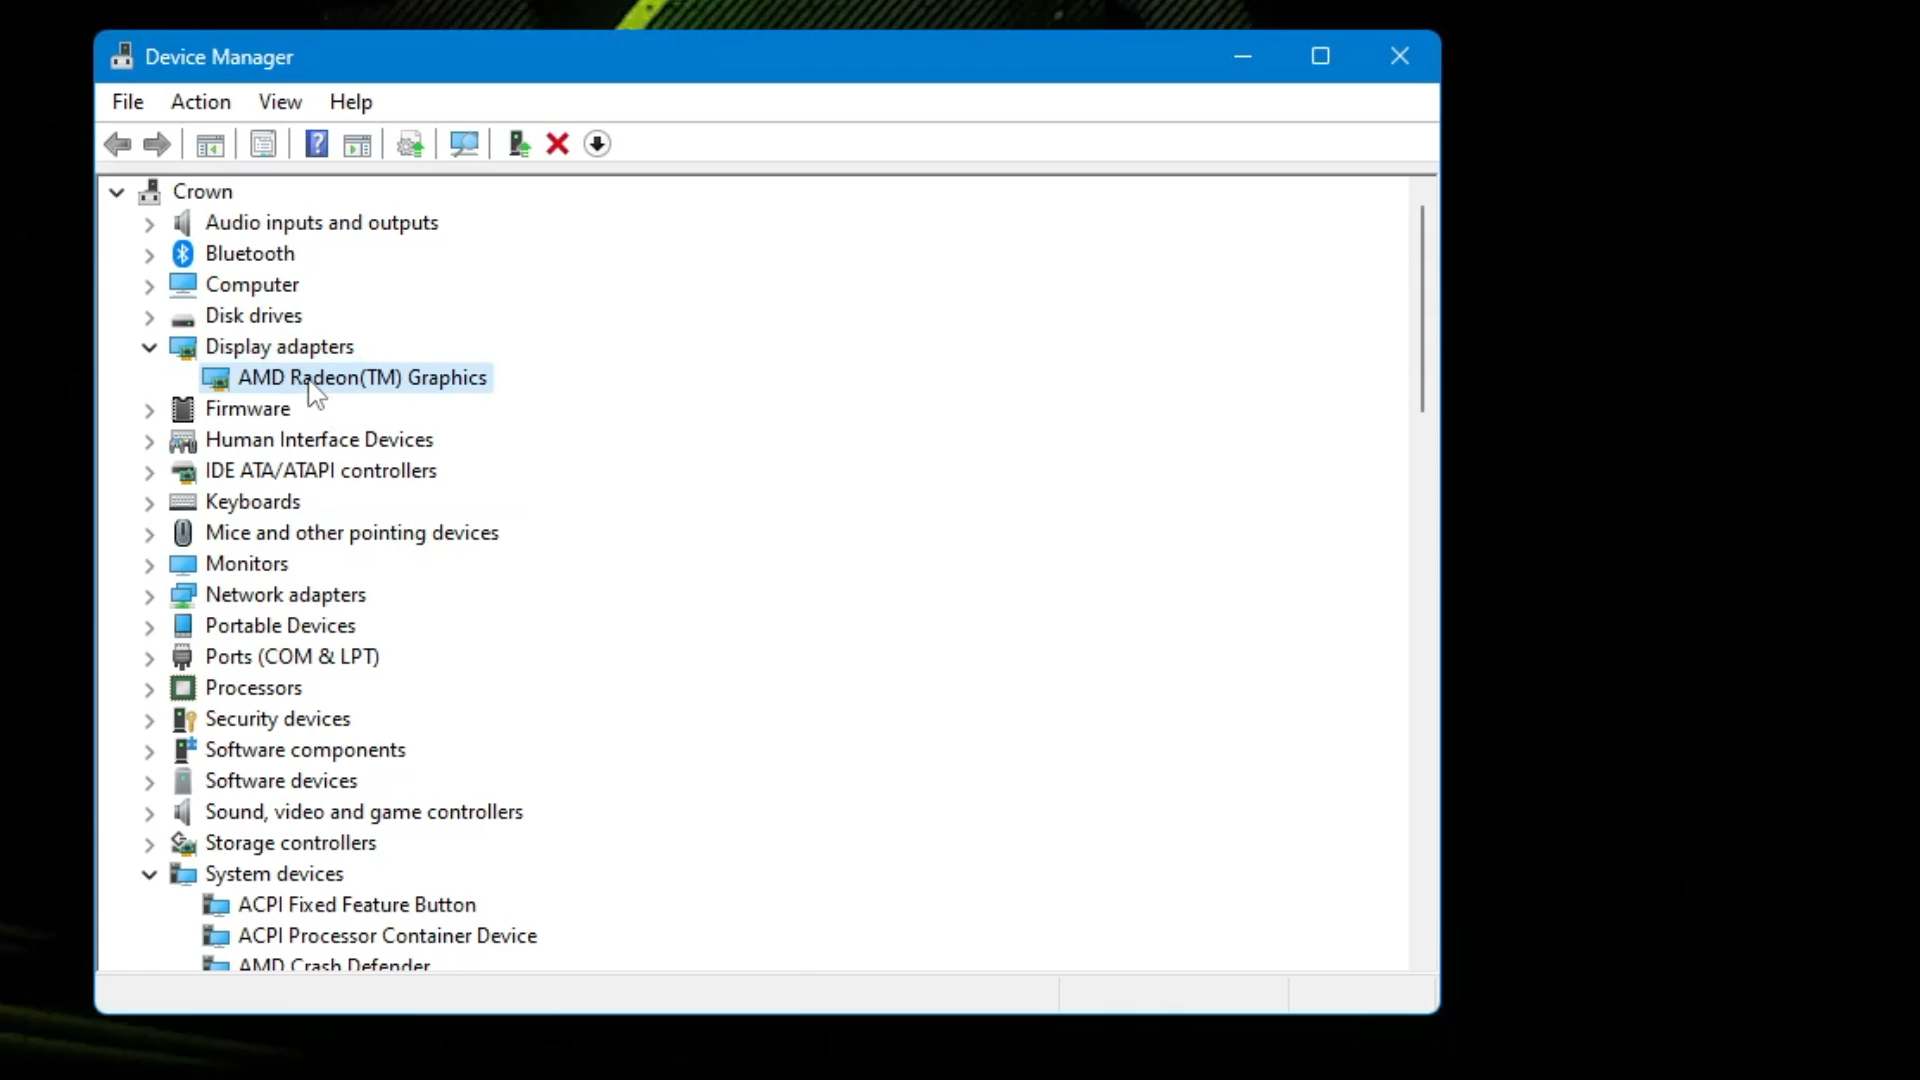 Device Manager
File Action View Help
Crown
Audio inputs and outputs
Bluetooth
Computer
Disk drives
Display adapters
AMD Radeon(TM) Graphics
Firmware
Human Interface Devices
IDE ATA/ATAPI controllers
Keyboards
Mice and other pointing devices
Monitors
Network adapters
Portable Devices
Ports (COM & LPT)
Processors
Security devices
Software components
Software devices
Sound, video and game controllers
Storage controllers
System devices
ACPI Fixed Feature Button
ACPI Processor Container Device
AMD Crash Defender